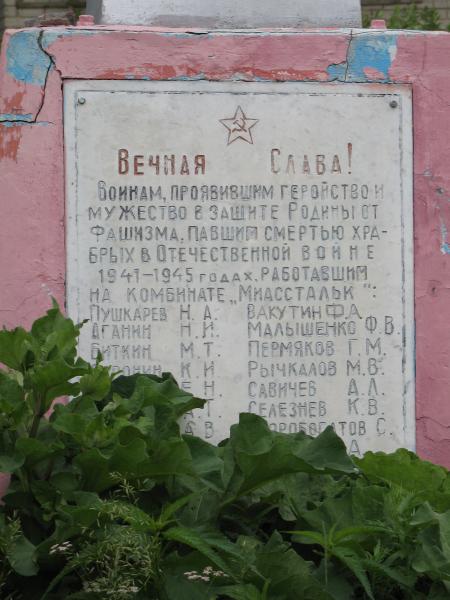 Вечная Слава!
Воинам, проявившим геройство и
мужество в защите Родины от
фашизма, павшим смертью хра-
брых в Отечественной войне
1941-1945 годах. работавшим
на комбинате „Миасстальк":
Пушкарев Н.А. Вакутин Ф.А.
Аганин Н.И. Малышенко Ф.В.
Биткин М.Т. Пермяков Г.М.
К.И Рычкалов М.В.
Е.Н Савичев А.Л.
Селезнев К.В.
А.В